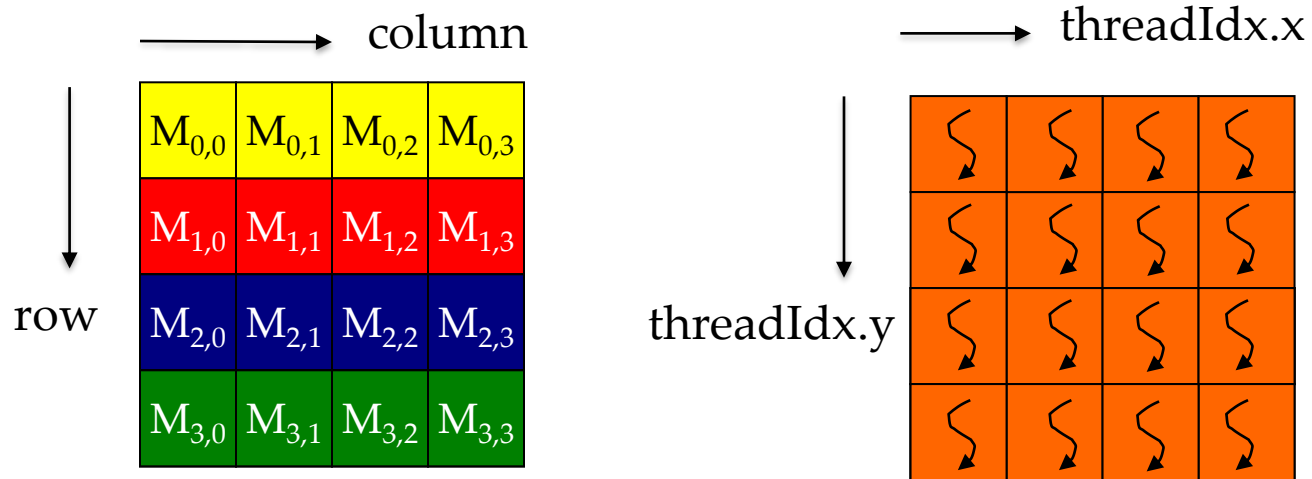 column
threadIdx.x
M0,0 M0,1 M0,2 M0,3
M1,0 M1,1 M1,2 M1,3
row
M2,0 M2,1 M2,2 M2,3
threadIdx.y
M3,0 M3,1 M3,2 M3,3